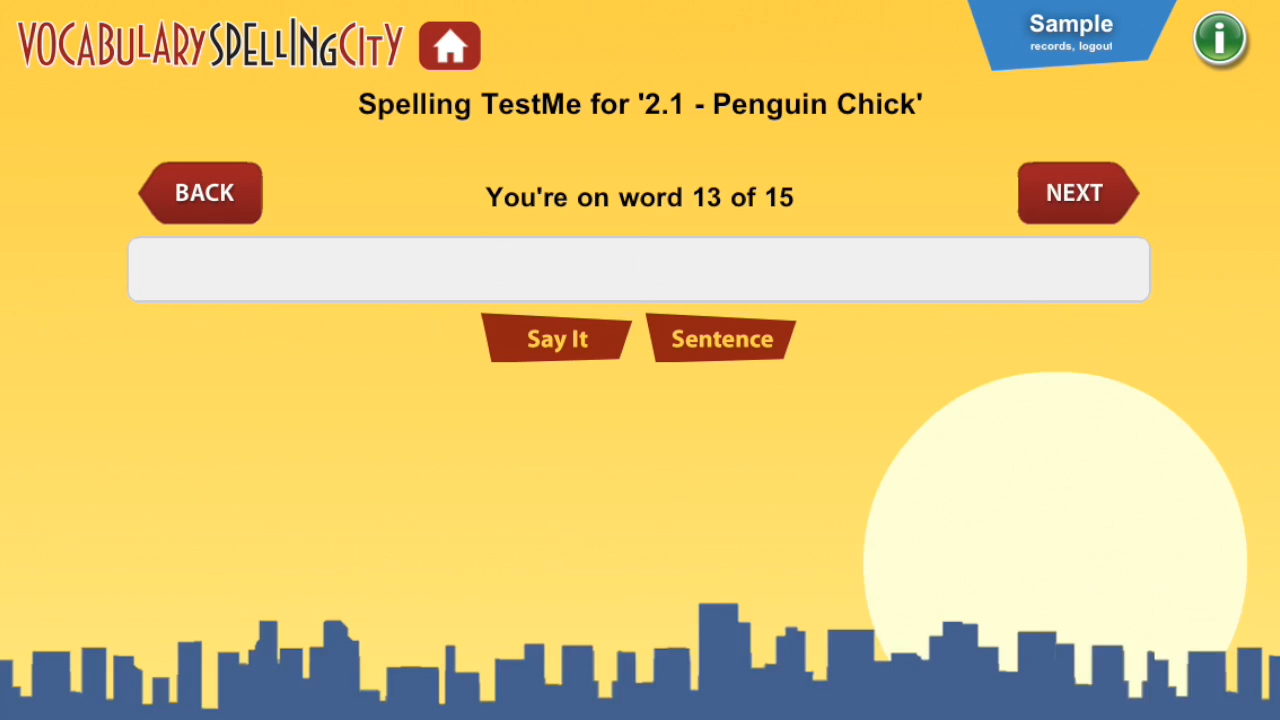 VOCABULARYSPELLINGCITY
Sample
records, logout
Spelling TestMe for '2.1 - Penguin Chick'
BACK
You're on word 13 of 15
NEXT
Say It
Sentence